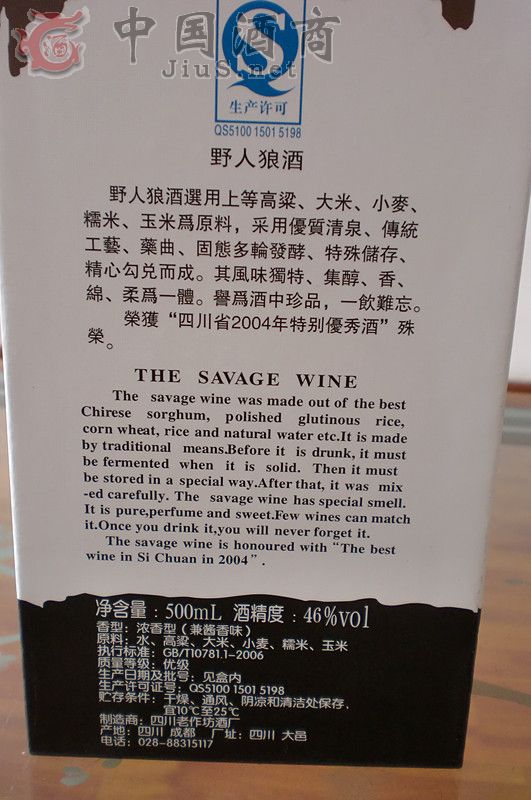 中国酒商
JiuS.net
生产许可
QS5100 1501 5198
野人狼酒
野人狼酒選用上等高粱、大米、小麥、
糯米、玉米爲原料，采用優質清泉、傳統
工藝、藥曲、固態多輪發酵、特殊儲存、
精心勾兑而成。其風味獨特、集醇、香、
綿、柔爲一體。譽爲酒中珍品，一飲難忘。
榮獲“四川省2004年特别優秀酒”殊
榮。
THE SAVAGE WINE
The savage wine was made out of the best
Chirese sorghum, polished glutinous rice,
corn wheat, rice and natural water etc.It is made
by traditional means.Before it is drunk, it must
be fermented when it is solid. Then it must
be stored in a special way.After that, it was mix
-ed carefully. The savage wine has special smell.
It is pure,perfume and sweet.Few wines can match
it.Once you drink it,you will never forget it.
The savage wine is honoured with “The best
wine in Si Chuan in 2004”.
净含量：500mL 酒精度：46%vol
香型：浓香型（兼酱香味）
原料：水、高粱、大米、小麦、糯米、玉米
执行标准：GB/T10781.1-2006
质量等级：优级
生产日期及批号：见盒内
生产许可证号：QS5100 1501 5198
贮存条件：干燥、通风、阴凉和清洁处保存，
宜10℃至25℃
制造商：四川老作坊酒厂
产地：四川 成都 厂址：四川 大邑
电话：028-88315117